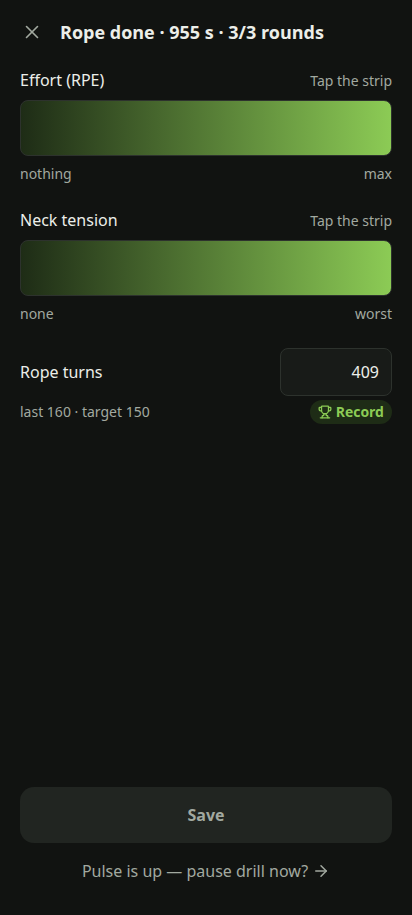 Rope done · 955 s · 3/3 rounds
Effort (RPE) Tap the strip
nothing max
Neck tension Tap the strip
none worst
Rope turns 409
last 160 · target 150 Record
Save
Pulse is up — pause drill now? →